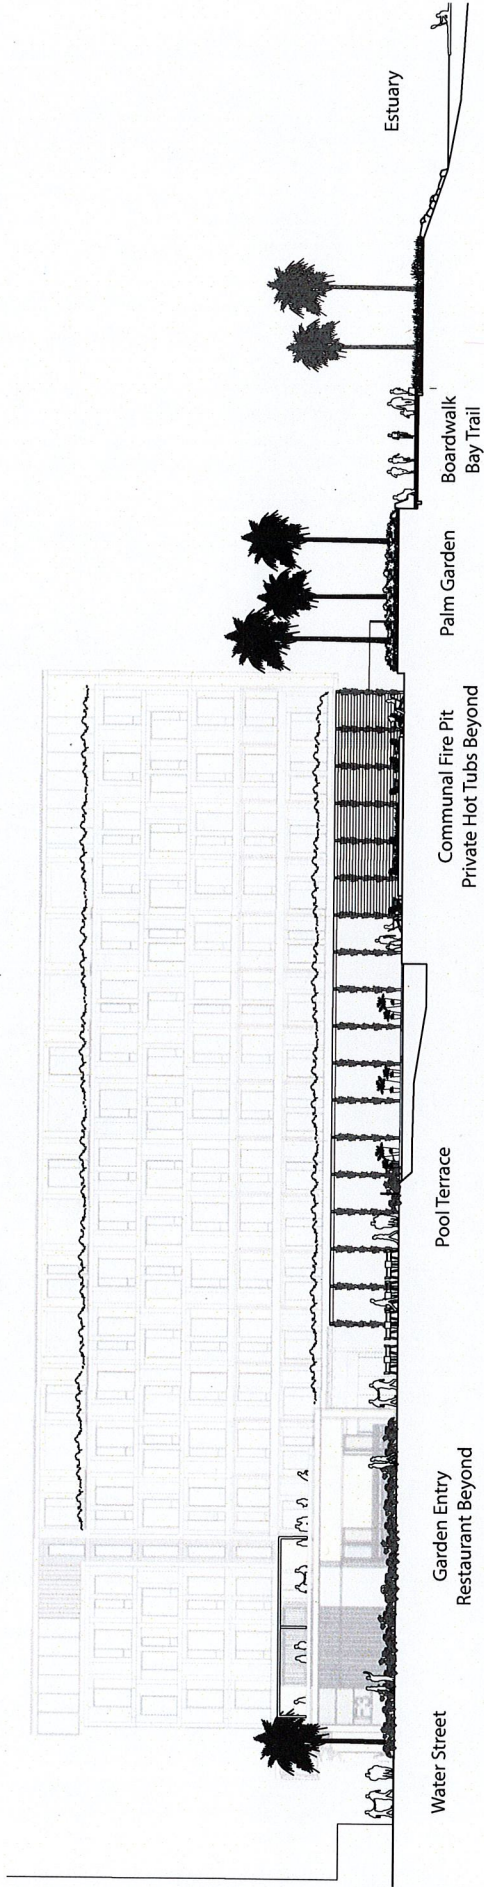 Water Street
Garden Entry
Restaurant Beyond
Pool Terrace
Communal Fire Pit
Private Hot Tubs Beyond
Palm Garden
Boardwalk
Bay Trail
Estuary
F3